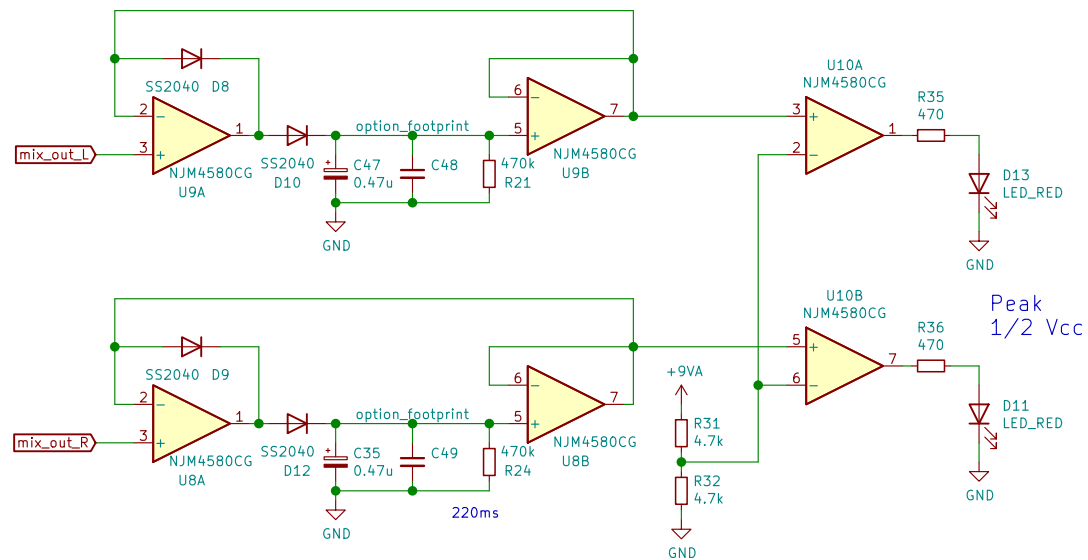 SS2040 D8
2
1
3
mix_out_L
NJM4580CG
U9A
SS2040
D10
option_footprint
C47
0.47u
C48
470k
R21
GND
6
5
7
NJM4580CG
U9B
U10A
NJM4580CG
3
2
1
R35
470
D13
LED_RED
GND
SS2040 D9
2
1
3
mix_out_R
NJM4580CG
U8A
SS2040
D12
option_footprint
C35
0.47u
C49
470k
R24
GND
220ms
6
5
7
NJM4580CG
U8B
+9VA
R31
4.7k
R32
4.7k
GND
U10B
NJM4580CG
5
6
7
R36
470
D11
LED_RED
GND
Peak
1/2 Vcc